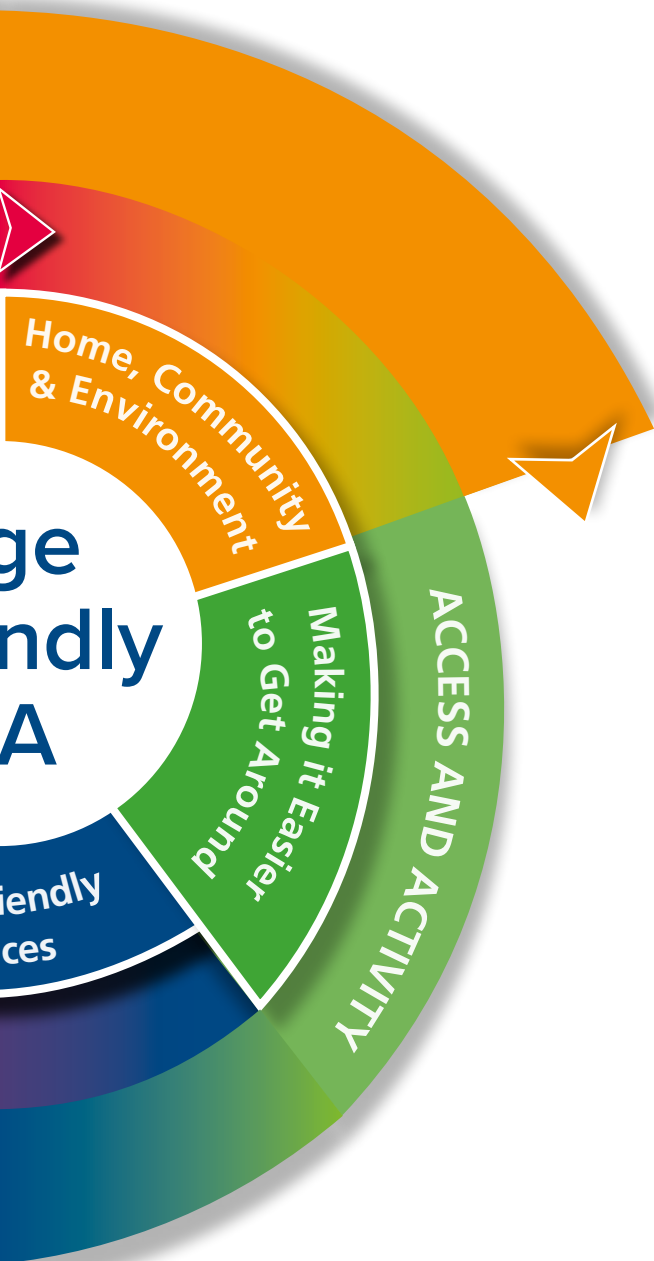 Home, Community
& Environment
ge
ndly
A
Making it Easier
to Get Around
ACCESS AND ACTIVITY
iendly
ces